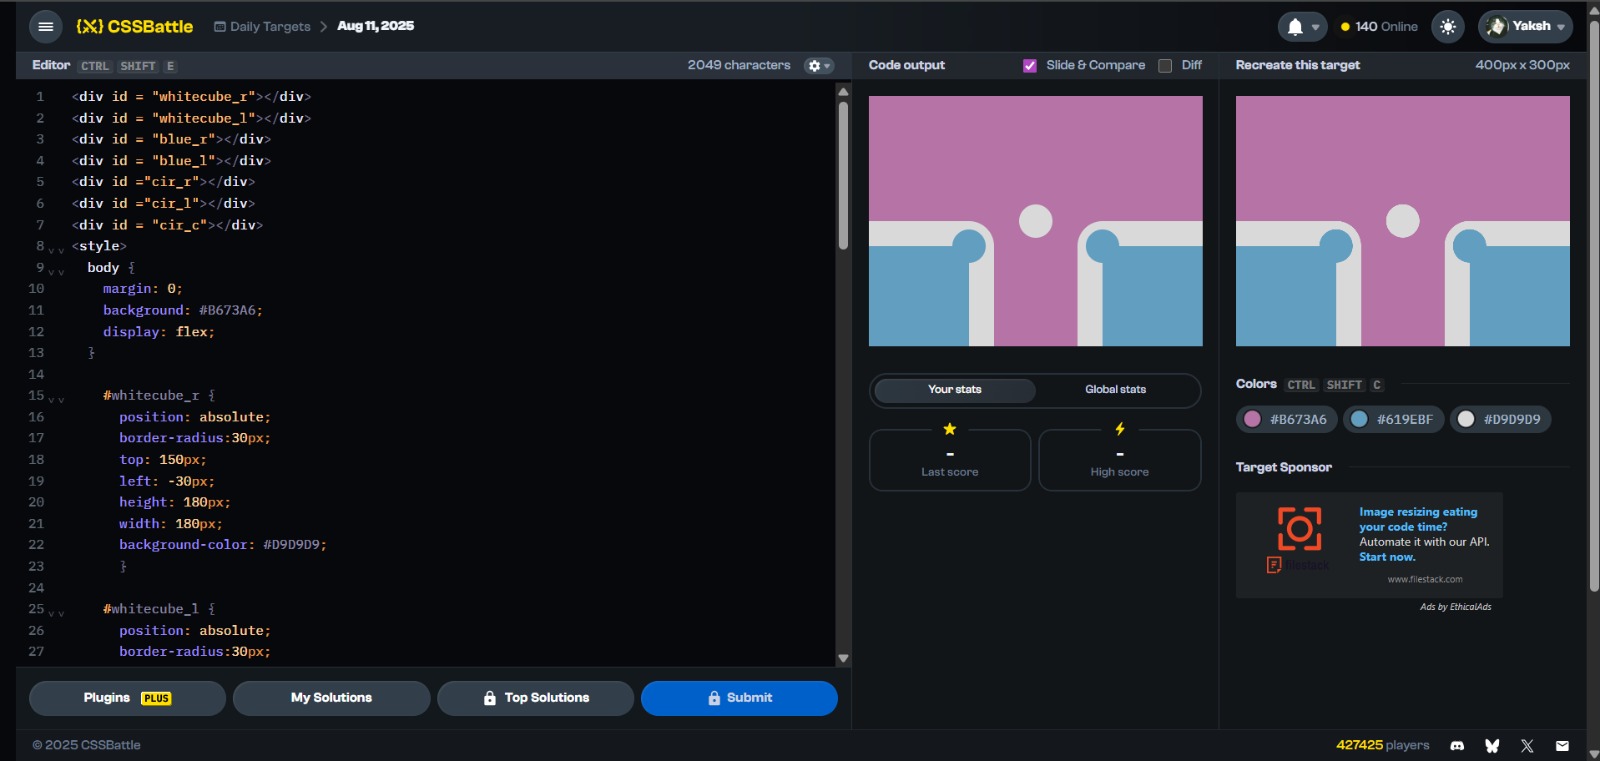 {X} CSSBattle Daily Targets > Aug 11, 2025
140 Online
Yaksh
Editor CTRL SHIFT E
2049 characters
1 <div id = "whitecube_r"></div>
2 <div id = "whitecube_l"></div>
3 <div id = "blue_r"></div>
4 <div id = "blue_l"></div>
5 <div id ="cir_r"></div>
6 <div id ="cir_l"></div>
7 <div id = "cir_c"></div>
8 <style>
9 body {
10 margin: 0;
11 background: #B673A6;
12 display: flex;
13 }
14
15 #whitecube_r {
16 position: absolute;
17 border-radius:30px;
18 top: 150px;
19 left: -30px;
20 height: 180px;
21 width: 180px;
22 background-color: #D9D9D9;
23 }
24
25 #whitecube_l {
26 position: absolute;
27 border-radius:30px;
Plugins PLUS
My Solutions
Top Solutions
Submit
Code output
Slide & Compare
Diff
Your stats
Global stats
-
Last score
-
High score
Recreate this target
400px x 300px
Colors CTRL SHIFT C
#B673A6
#619EBF
#D9D9D9
Target Sponsor
filestack
Image resizing eating
your code time?
Automate it with our API.
Start now.
www.filestack.com
Ads by EthicalAds
© 2025 CSSBattle
427425 players